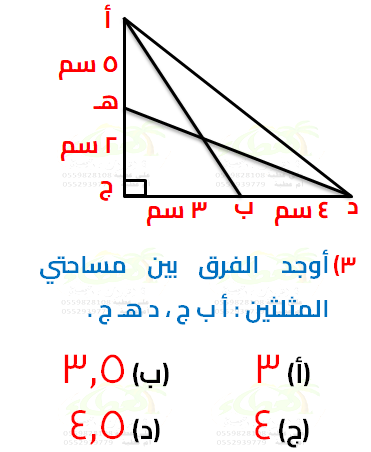 أ
٥ سم
هـ
٢ سم
ج
٣ سم ب ٤ سم د
٣) أوجد الفرق بين مساحتي
المثلثين : أ ب ج ، د هـ ج .
(أ) ٣ (ب) ٣,٥
(ج) ٤ (د) ٤,٥